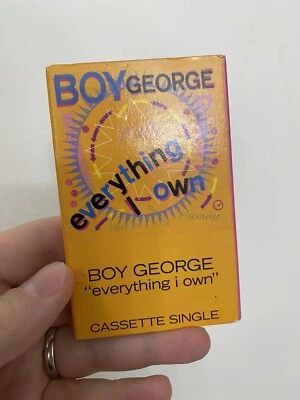 BOY GEORGE
everything
I own
BOY GEORGE
"everything i own"
CASSETTE SINGLE